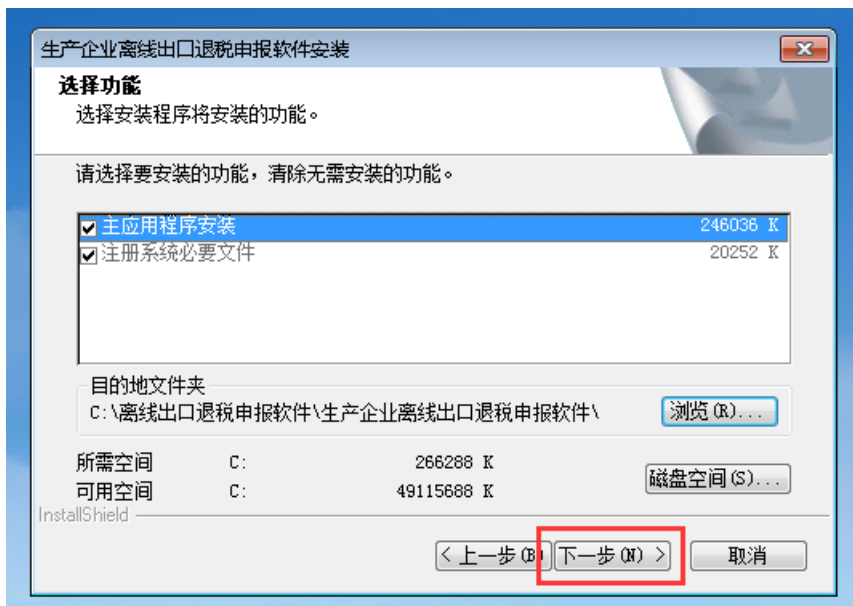 生产企业离线出口退税申报软件安装
选择功能
选择安装程序将安装的功能。
请选择要安装的功能，清除无需安装的功能。
主应用程序安装 246036 K
注册系统必要文件 20252 K
目的地文件夹
C:\离线出口退税申报软件\生产企业离线出口退税申报软件\ 浏览(R)...
所需空间 C: 266288 K
磁盘空间(S)...
可用空间 C: 49115688 K
InstallShield
< 上一步(B) 下一步(N) > 取消